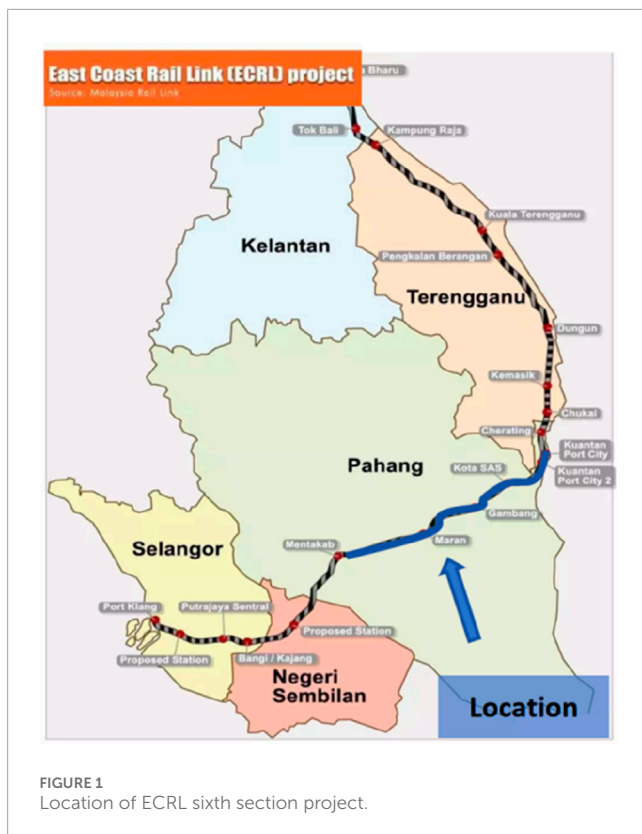 East Coast Rail Link (ECRL) project
Source: Malaysia Rail Link
Bharu
Tok Bali
Kampung Raja
Kuala Terengganu
Kelantan
Pengkalan Berangan
Terengganu
Dungun
Kemasik
Chukai
Cherating
Kuantan
Port City
Pahang
Kota SAS
Kuantan
Port City 2
Gambang
Mentakab
Maran
Selangor
Port Klang
Putrajaya Sentral
Proposed Station
Proposed Station
Bangi / Kajang
Negeri
Sembilan
Location
FIGURE 1
Location of ECRL sixth section project.